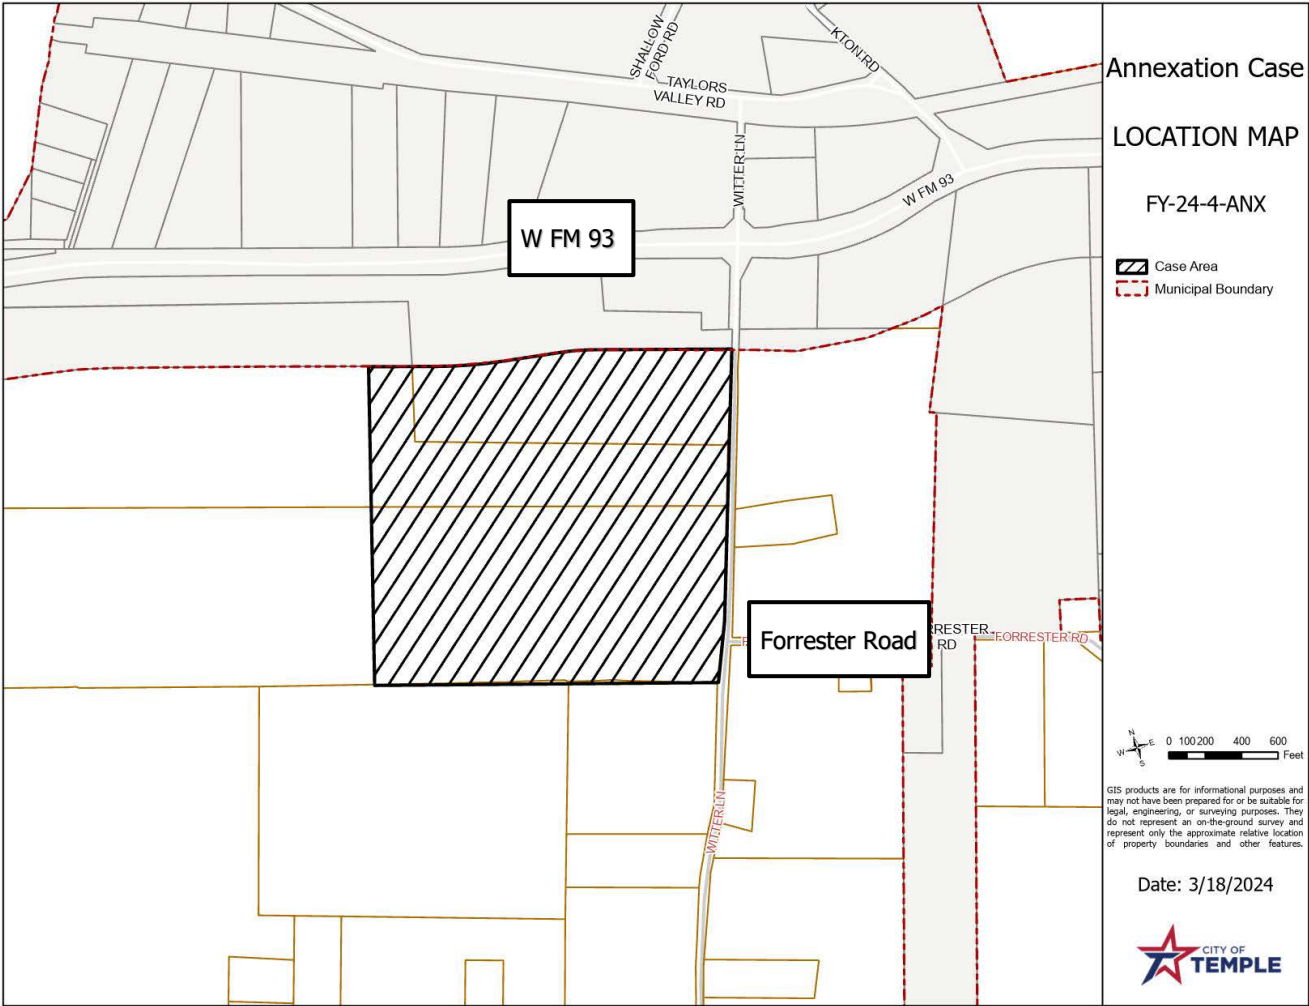 SHALLOW
FORD RD
KTON RD
TAYLORS
VALLEY RD
WITTER LN
W FM 93
W FM 93
Forrester Road
RRESTER
RD
FORRESTER RD
WITTER LN
Annexation Case
LOCATION MAP
FY-24-4-ANX
Case Area
Municipal Boundary
N
W E
S
0 100 200 400 600
Feet
GIS products are for informational purposes and
may not have been prepared for or be suitable for
legal, engineering, or surveying purposes. They
do not represent an on-the-ground survey and
represent only the approximate relative location
of property boundaries and other features.
Date: 3/18/2024
CITY OF
TEMPLE